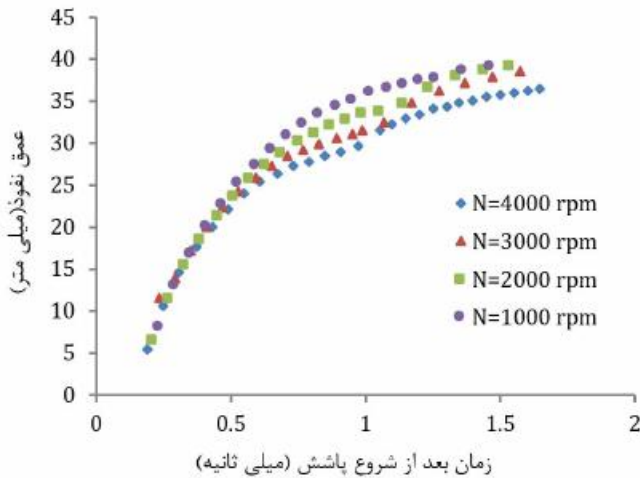 45
40
35
30
25
20
15
10
5
0
عمق نفوذ(میلی متر)
N=4000 rpm
N=3000 rpm
N=2000 rpm
N=1000 rpm
0 0.5 1 1.5 2
زمان بعد از شروع پاشش (میلی ثانیه)